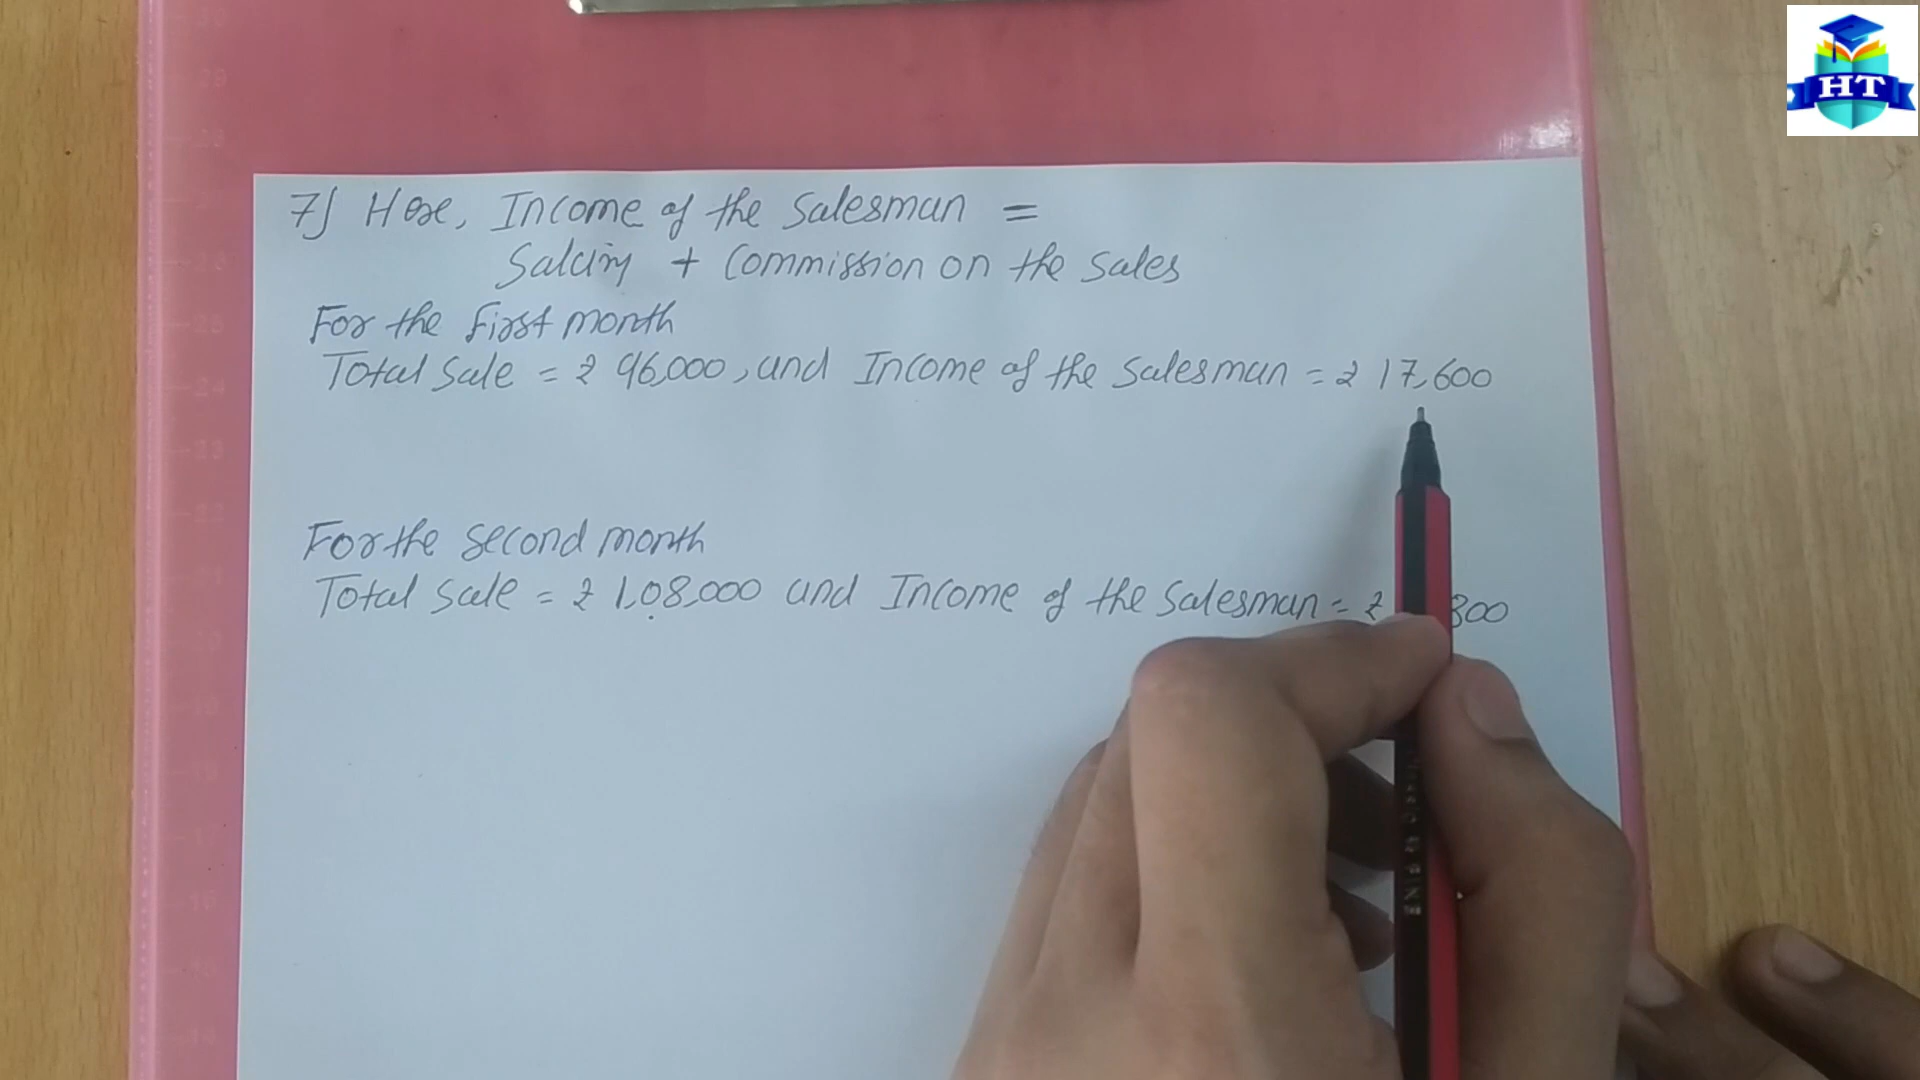 HT
7) Here, Income of the salesman =
Salary + Commission on the sales
For the first month
Total sale = ₹ 96,000, and Income of the salesman = ₹ 17,600
For the second month
Total sale = ₹ 1,08,000 and Income of the salesman = ₹ 800